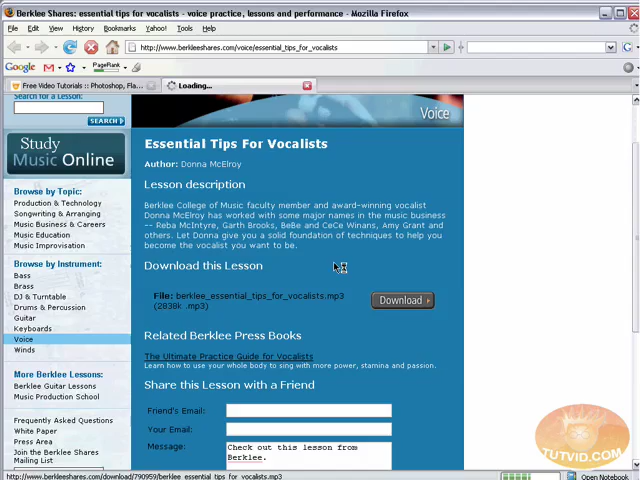 Berklee Shares: essential tips for vocalists - voice practice, lessons and performance - Mozilla Firefox
File Edit View History Bookmarks Yahoo! Tools Help
http://www.berkleeshares.com/voice/essential_tips_for_vocalists
Google PageRank
Free Video Tutorials :: Photoshop, Fla... Loading...
Search for a Lesson:
SEARCH
Voice
Study
Music Online
Essential Tips For Vocalists
Author: Donna McElroy
Lesson description
Berklee College of Music faculty member and award-winning vocalist
Donna McElroy has worked with some major names in the music business
-- Reba McIntyre, Garth Brooks, BeBe and CeCe Winans, Amy Grant and
others. Let Donna give you a solid foundation of techniques to help you
become the vocalist you want to be.
Download this Lesson
File: berklee_essential_tips_for_vocalists.mp3
(2838k .mp3)
Download
Related Berklee Press Books
The Ultimate Practice Guide for Vocalists
Learn how to use your whole body to sing with more power, stamina and passion.
Share this Lesson with a Friend
Friend's Email:
Your Email:
Message:
Check out this lesson from
Berklee.
Browse by Topic:
Production & Technology
Songwriting & Arranging
Music Business & Careers
Music Education
Music Improvisation
Browse by Instrument:
Bass
Brass
DJ & Turntable
Drums & Percussion
Guitar
Keyboards
Voice
Winds
More Berklee Lessons:
Berklee Guitar Lessons
Music Production School
Frequently Asked Questions
White Paper
Press Area
Join the Berklee Shares
Mailing List
TUTVID.COM
http://www.berkleeshares.com/download/790959/berklee_essential_tips_for_vocalists.mp3
Open Notebook